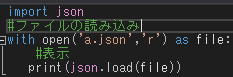 import json
#ファイルの読み込み
with open('a.json','r') as file:
    #表示
    print(json.load(file))